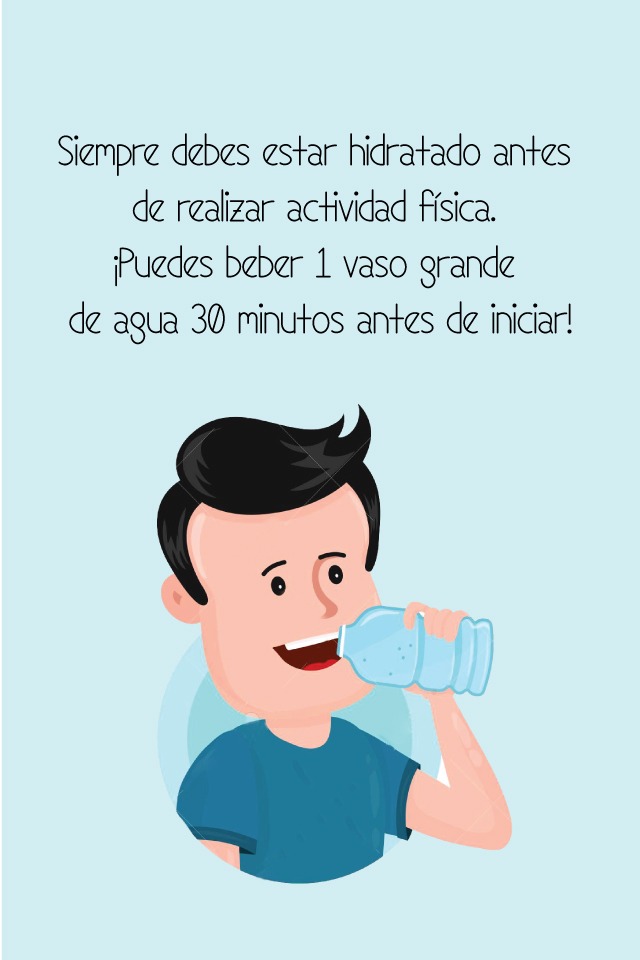 Siempre debes estar hidratado antes
de realizar actividad física.
¡Puedes beber 1 vaso grande
de agua 30 minutos antes de iniciar!